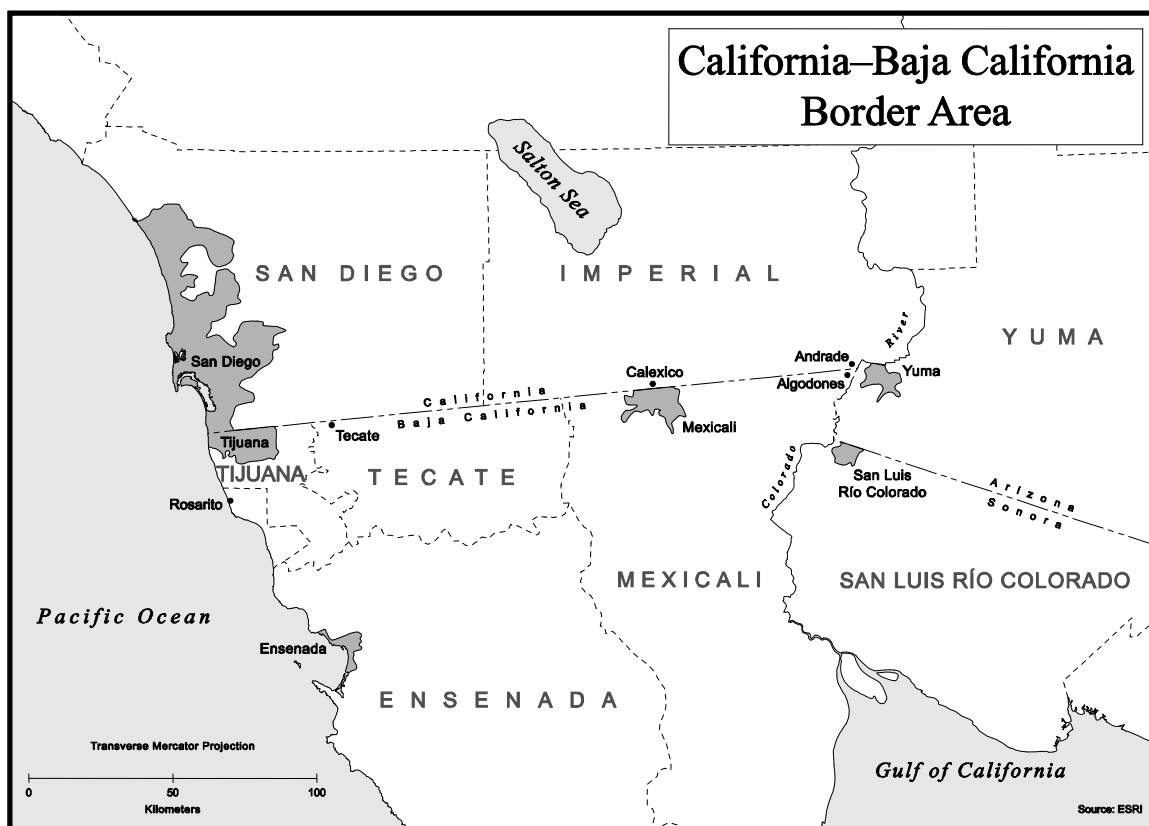 California–Baja California
Border Area
Salton Sea
SAN DIEGO
IMPERIAL
YUMA
River
San Diego
Andrade
Algodones
Yuma
Calexico
California
Baja California
Mexicali
Tijuana
Tecate
TIJUANA
TECATE
Colorado
San Luis
Río Colorado
Arizona
Sonora
Rosarito
MEXICALI
SAN LUIS RÍO COLORADO
Pacific Ocean
Ensenada
ENSENADA
Transverse Mercator Projection
0 50 100
Kilometers
Gulf of California
Source: ESRI